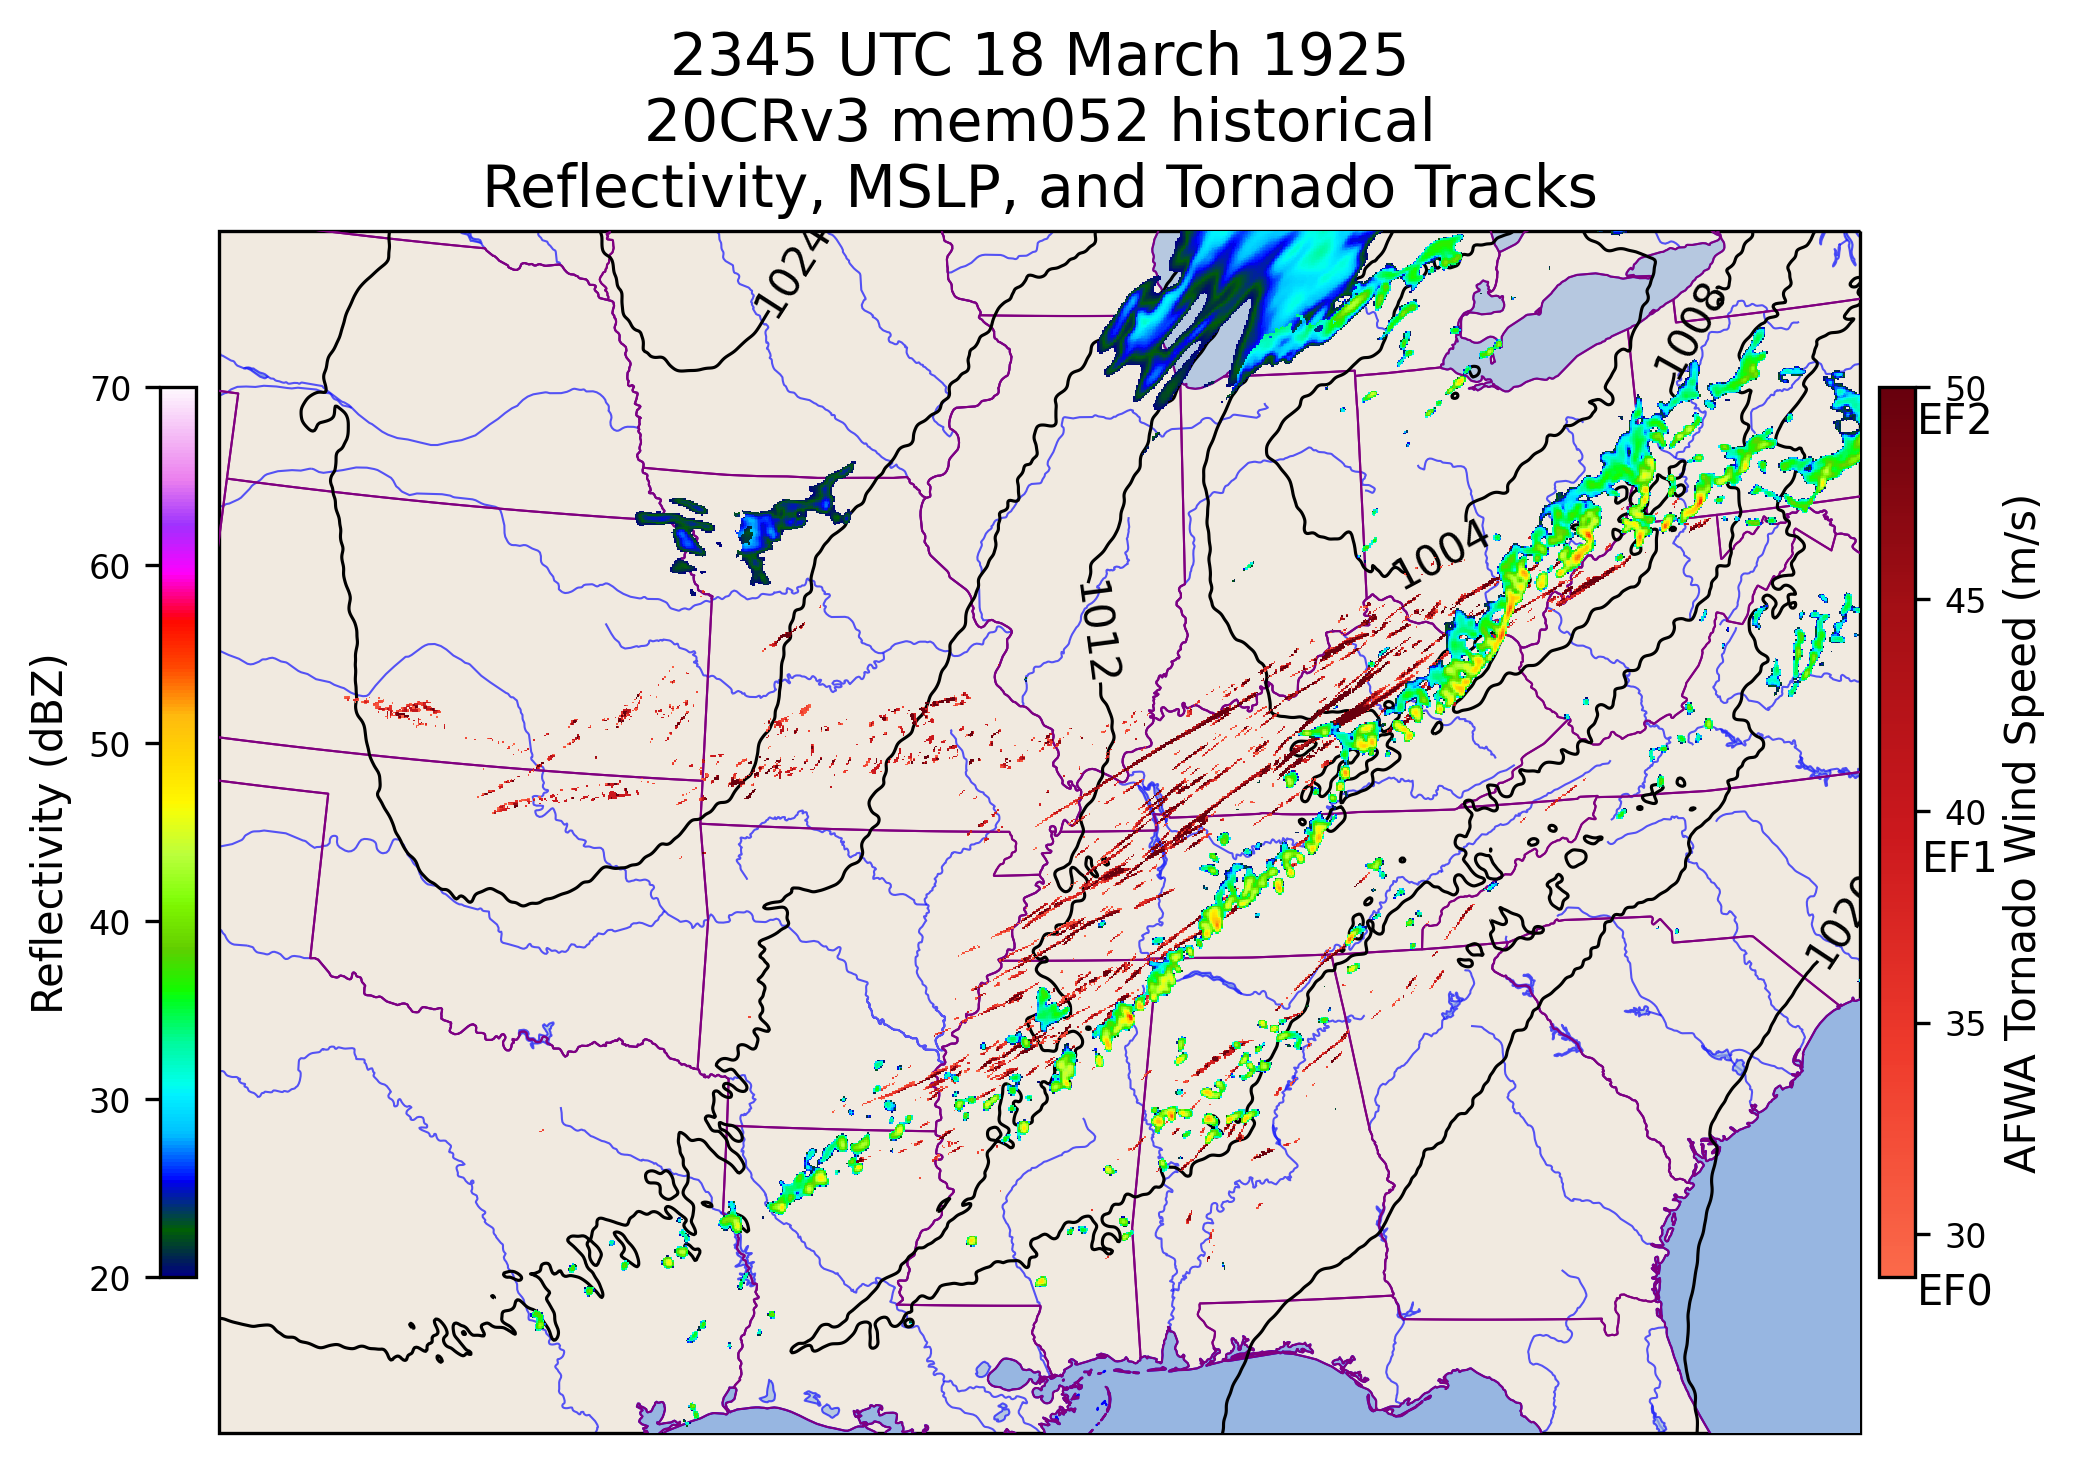 2345 UTC 18 March 1925
20CRv3 mem052 historical
Reflectivity, MSLP, and Tornado Tracks
Reflectivity (dBZ)
70
60
50
40
30
20
1024
1008
1004
1012
1020
50
EF2
45
40
EF1
35
30
EF0
AFWA Tornado Wind Speed (m/s)